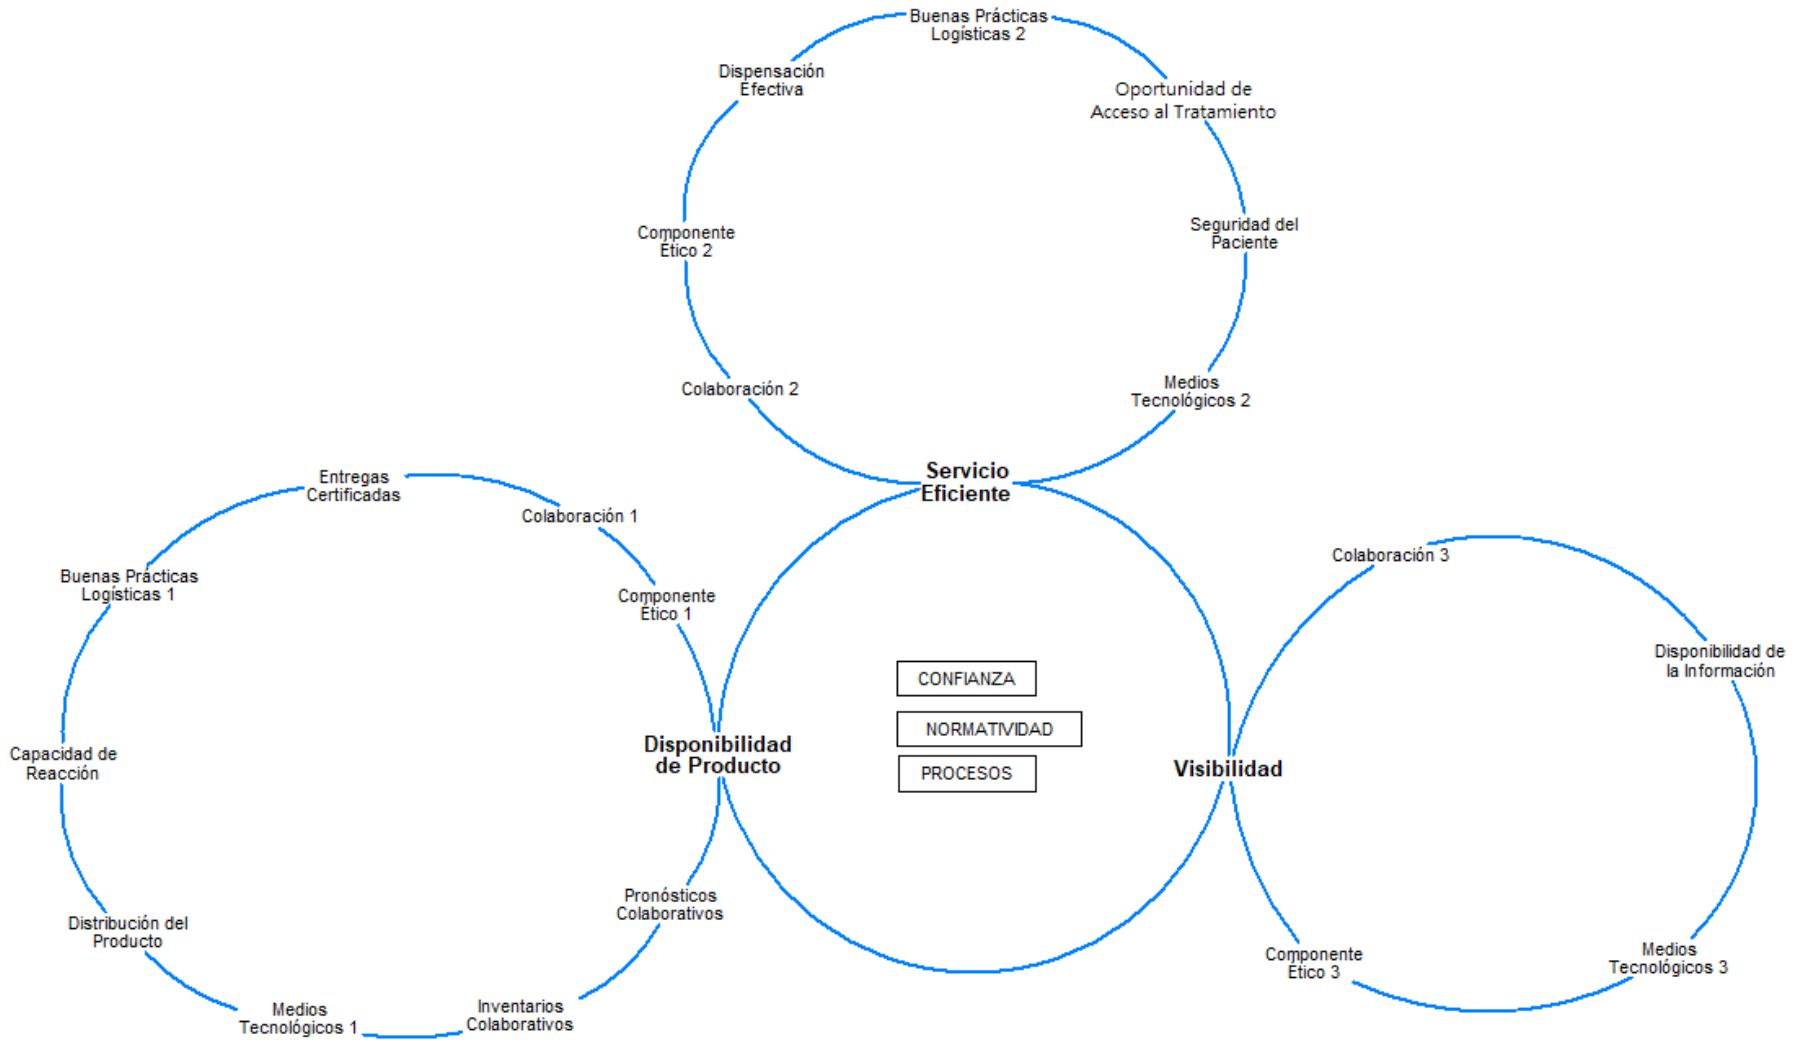 Buenas Prácticas
Logísticas 2
Dispensación
Efectiva
Oportunidad de
Acceso al Tratamiento
Componente
Ético 2
Seguridad del
Paciente
Colaboración 2
Medios
Tecnológicos 2
Servicio
Eficiente
Entregas
Certificadas
Colaboración 1
Buenas Prácticas
Logísticas 1
Componente
Ético 1
Capacidad de
Reacción
Disponibilidad
de Producto
Distribución del
Producto
Pronósticos
Colaborativos
Medios
Tecnológicos 1
Inventarios
Colaborativos
CONFIANZA
NORMATIVIDAD
PROCESOS
Visibilidad
Colaboración 3
Disponibilidad de
la Información
Componente
Ético 3
Medios
Tecnológicos 3